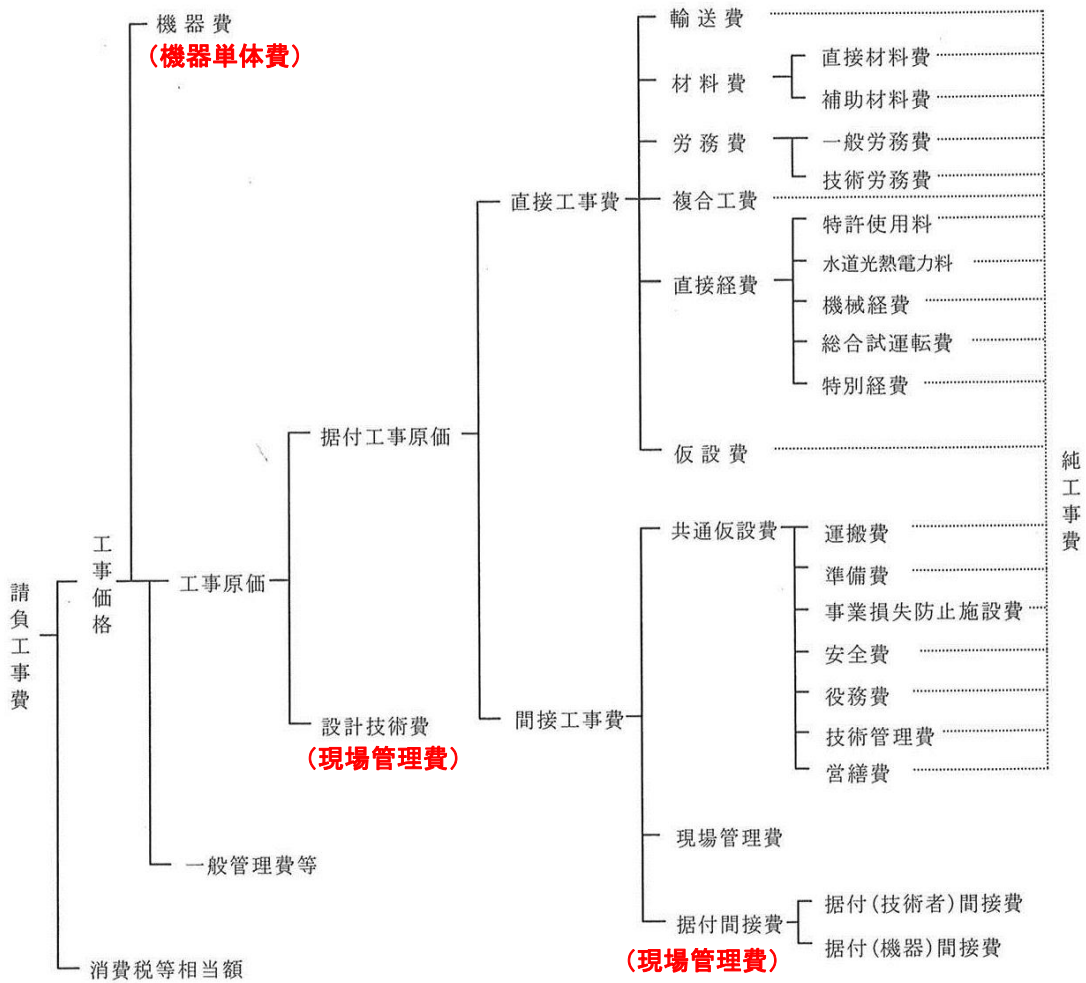 請負工事費
工事価格
消費税等相当額
機器費
（機器単体費）
工事原価
一般管理費等
据付工事原価
設計技術費
（現場管理費）
直接工事費
輸送費
材料費
直接材料費
補助材料費
労務費
一般労務費
技術労務費
複合工費
直接経費
特許使用料
水道光熱電力料
機械経費
総合試運転費
特別経費
仮設費
間接工事費
共通仮設費
運搬費
準備費
事業損失防止施設費
安全費
役務費
技術管理費
営繕費
現場管理費
据付間接費
（現場管理費）
据付(技術者)間接費
据付(機器)間接費
純工事費